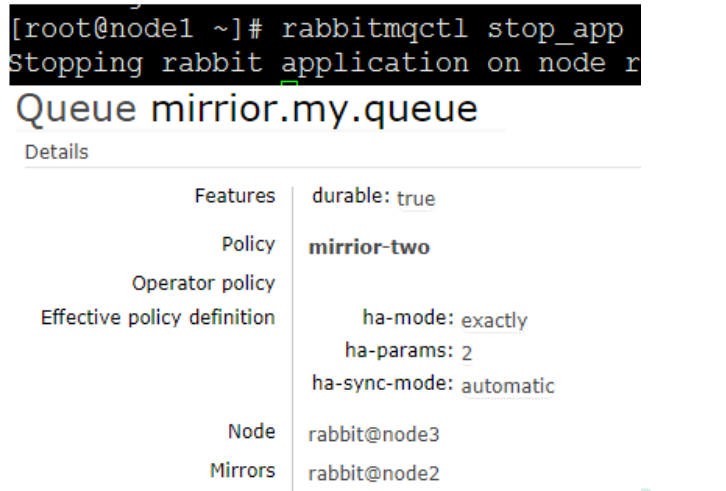 [root@node1 ~]# rabbitmqctl stop_app
Stopping rabbit application on node r
Queue mirrior.my.queue
Details
Features durable: true
Policy mirrior-two
Operator policy
Effective policy definition ha-mode: exactly
ha-params: 2
ha-sync-mode: automatic
Node rabbit@node3
Mirrors rabbit@node2